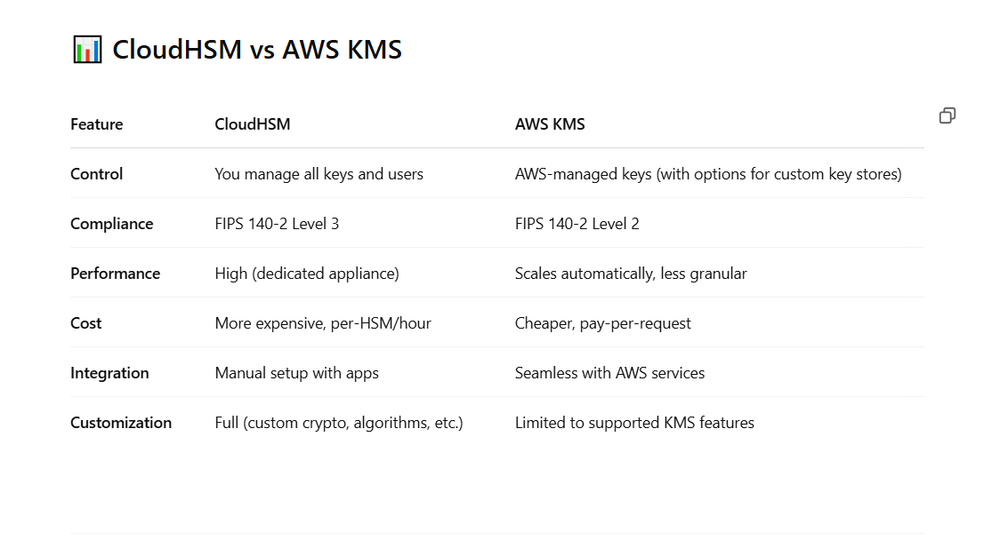 📊 CloudHSM vs AWS KMS
Feature CloudHSM AWS KMS
Control You manage all keys and users AWS-managed keys (with options for custom key stores)
Compliance FIPS 140-2 Level 3 FIPS 140-2 Level 2
Performance High (dedicated appliance) Scales automatically, less granular
Cost More expensive, per-HSM/hour Cheaper, pay-per-request
Integration Manual setup with apps Seamless with AWS services
Customization Full (custom crypto, algorithms, etc.) Limited to supported KMS features